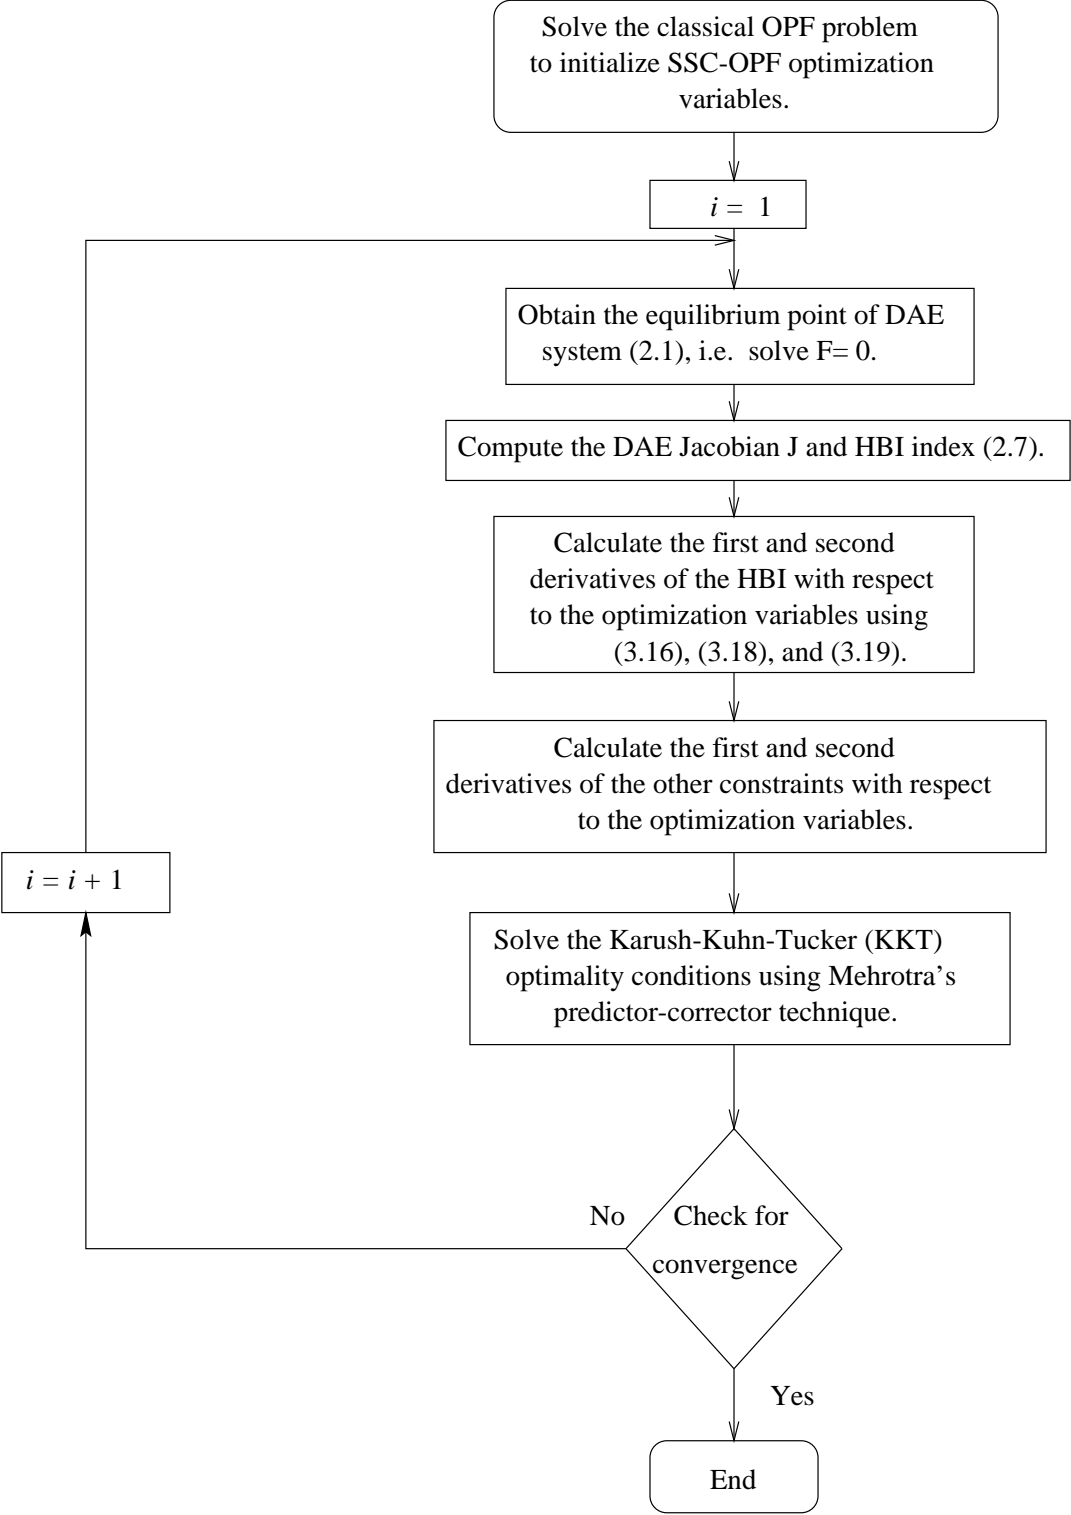 Solve the classical OPF problem
to initialize SSC-OPF optimization
variables.
i = 1
Obtain the equilibrium point of DAE
system (2.1), i.e. solve F= 0.
Compute the DAE Jacobian J and HBI index (2.7).
Calculate the first and second
derivatives of the HBI with respect
to the optimization variables using
(3.16), (3.18), and (3.19).
Calculate the first and second
derivatives of the other constraints with respect
to the optimization variables.
i = i + 1
Solve the Karush-Kuhn-Tucker (KKT)
optimality conditions using Mehrotra’s
predictor-corrector technique.
No
Check for
convergence
Yes
End